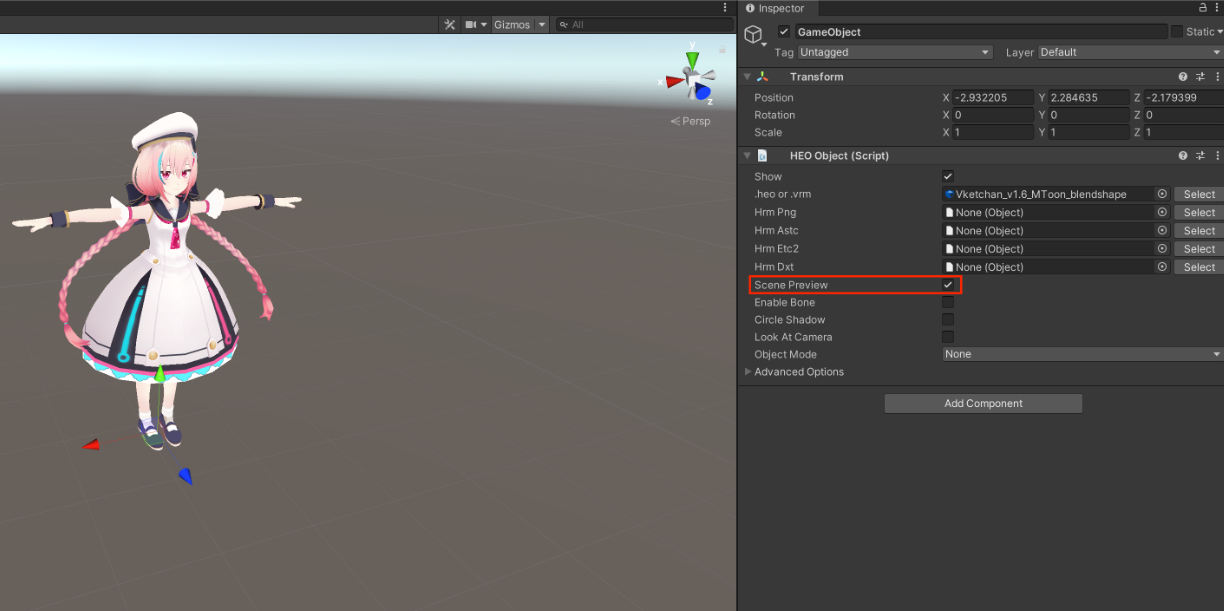 Gizmos All
y
x
z
Persp
Inspector
GameObject Static
Tag Untagged Layer Default
Transform
Position X -2.932205 Y 2.284635 Z -2.179399
Rotation X 0 Y 0 Z 0
Scale X 1 Y 1 Z 1
HEO Object (Script)
Show
.heo or .vrm Vketchan_v1.6_MToon_blendshape Select
Hrm Png None (Object) Select
Hrm Astc None (Object) Select
Hrm Etc2 None (Object) Select
Hrm Dxt None (Object) Select
Scene Preview
Enable Bone
Circle Shadow
Look At Camera
Object Mode None
Advanced Options
Add Component